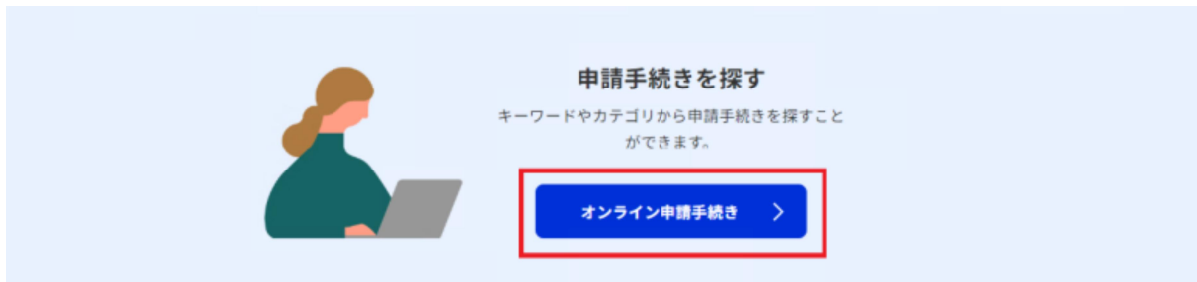 申請手続きを探す
キーワードやカテゴリから申請手続きを探すこと
ができます。
オンライン申請手続き